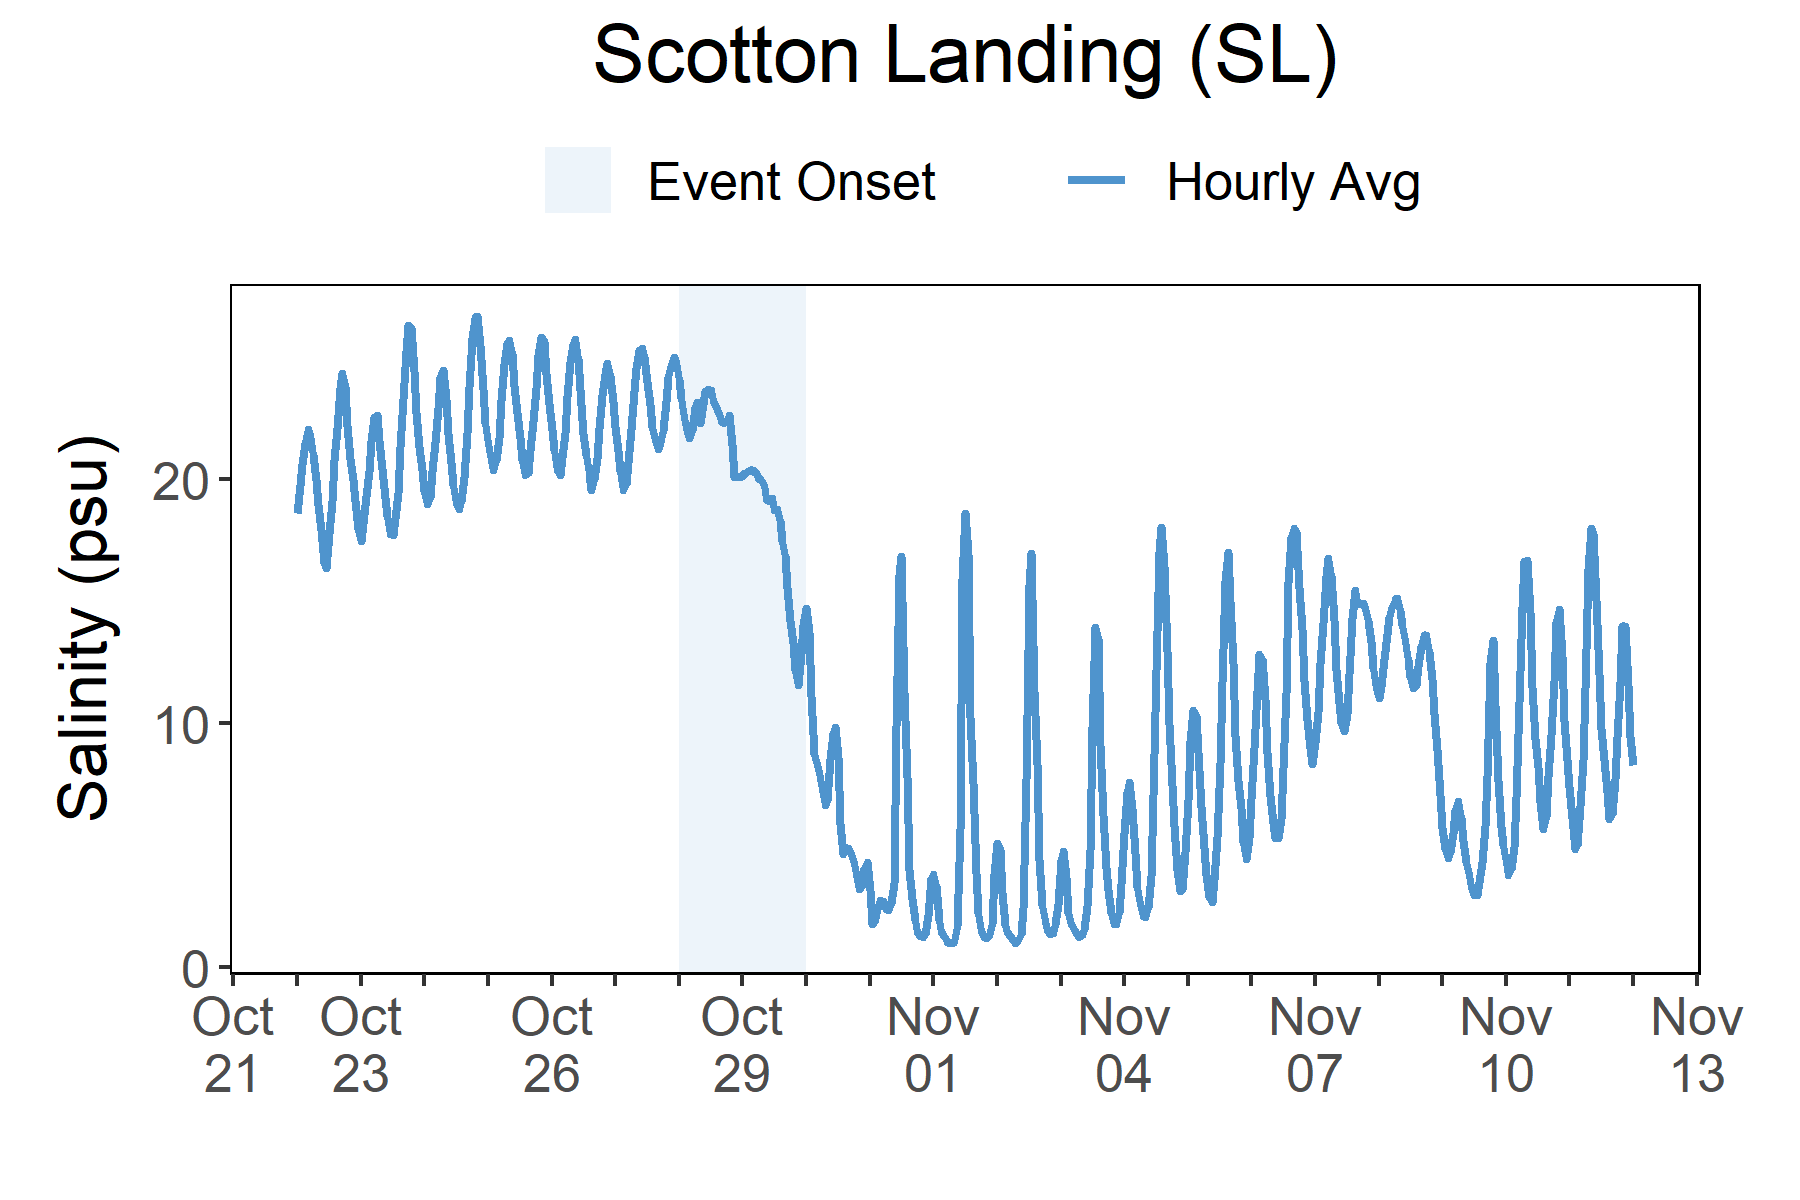 Scotton Landing (SL)
Event Onset Hourly Avg
Salinity (psu)
20
10
0
Oct Oct Oct Oct Nov Nov Nov Nov Nov
21 23 26 29 01 04 07 10 13